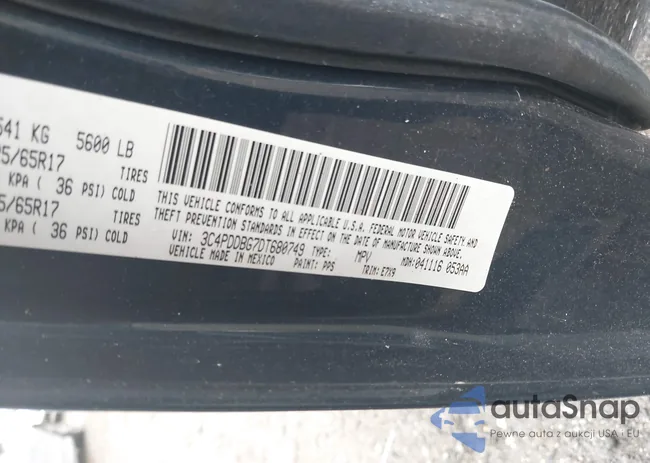 541 KG 5600 LB
5/65R17 TIRES
KPA ( 36 PSI) COLD
5/65R17 TIRES
KPA ( 36 PSI) COLD
THIS VEHICLE CONFORMS TO ALL APPLICABLE U.S.A. FEDERAL MOTOR VEHICLE SAFETY AND
THEFT PREVENTION STANDARDS IN EFFECT ON THE DATE OF MANUFACTURE SHOWN ABOVE.
VIN: 3C4PDDBG7DT680749 TYPE: MPV MDH:041116 053AA
VEHICLE MADE IN MEXICO PAINT: PPS TRIM:E7X9
autaSnap
Pewne auta z aukcji USA i EU